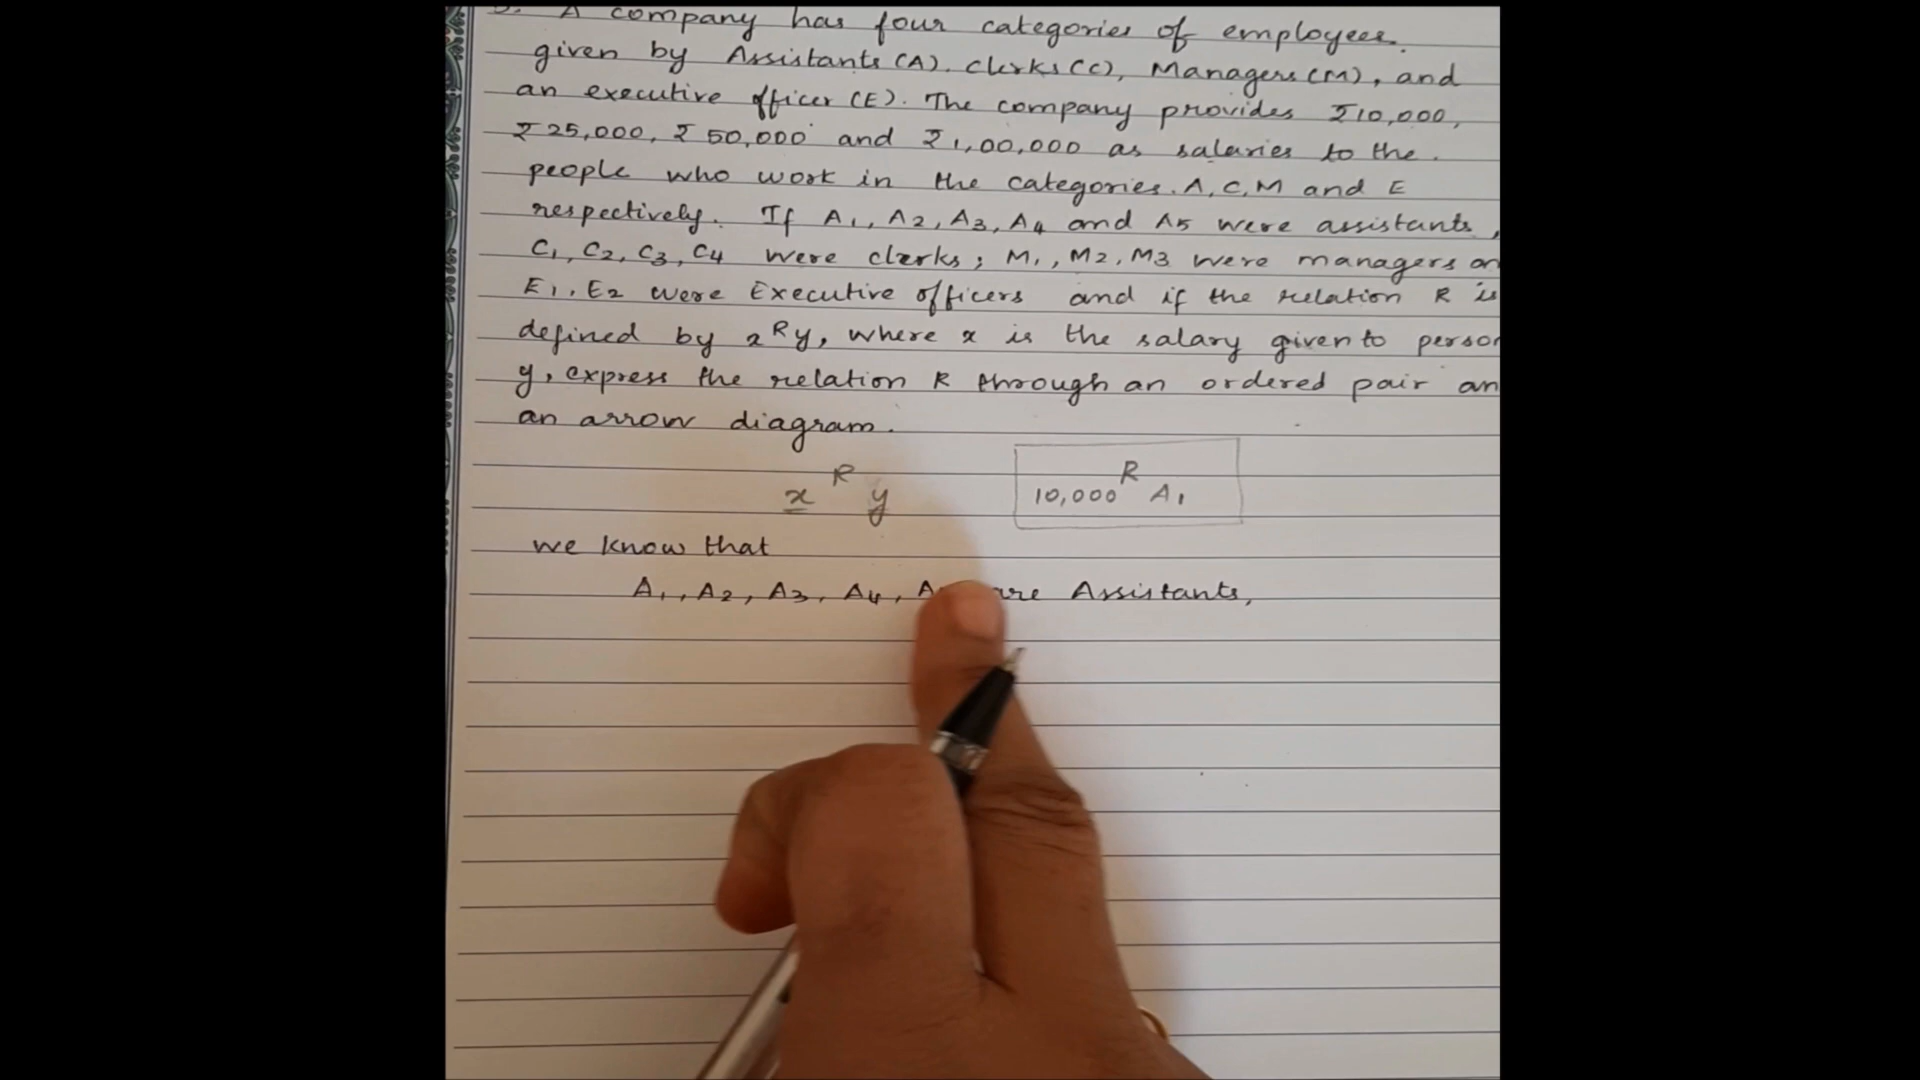 A company has four categories of employees.
given by Assistants (A). Clerks (C), Managers (M), and
an executive officer (E). The company provides ₹10,000,
₹25,000, ₹50,000 and ₹1,00,000 as salaries to the.
people who work in the categories. A, C, M and E
respectively. If A1, A2, A3, A4 and A5 were assistants,
C1, C2, C3, C4 were clerks; M1, M2, M3 were managers
E1, E2 were Executive officers and if the relation R is
defined by xRy, where x is the salary given to
y, express the relation R through an ordered pair
an arrow diagram.
x R y
10,000 R A1
we know that
A1, A2, A3, A4, are Assistants,